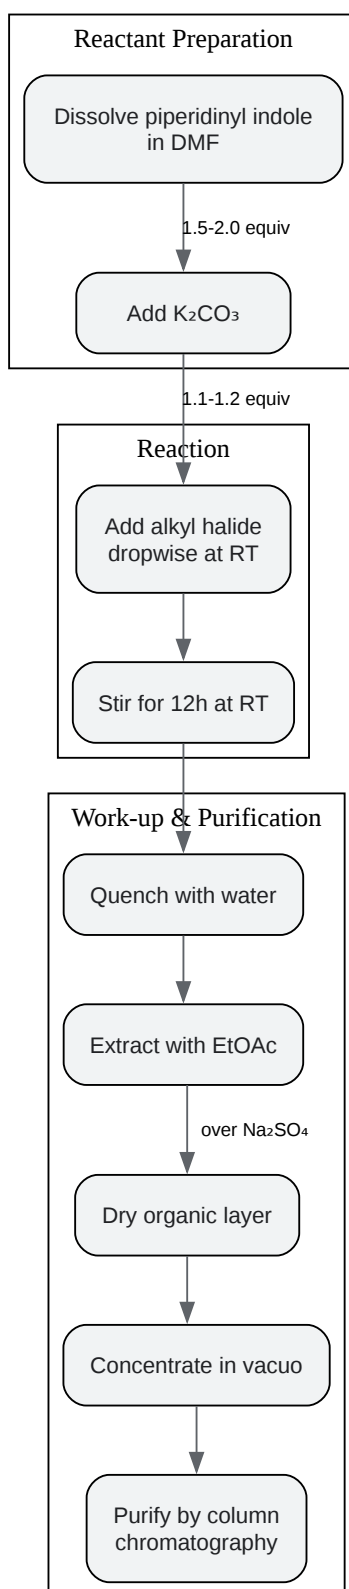 Reactant Preparation
Dissolve piperidinyl indole
in DMF
1.5-2.0 equiv
Add K₂CO₃
1.1-1.2 equiv
Reaction
Add alkyl halide
dropwise at RT
Stir for 12h at RT
Work-up & Purification
Quench with water
Extract with EtOAc
over Na₂SO₄
Dry organic layer
Concentrate in vacuo
Purify by column
chromatography